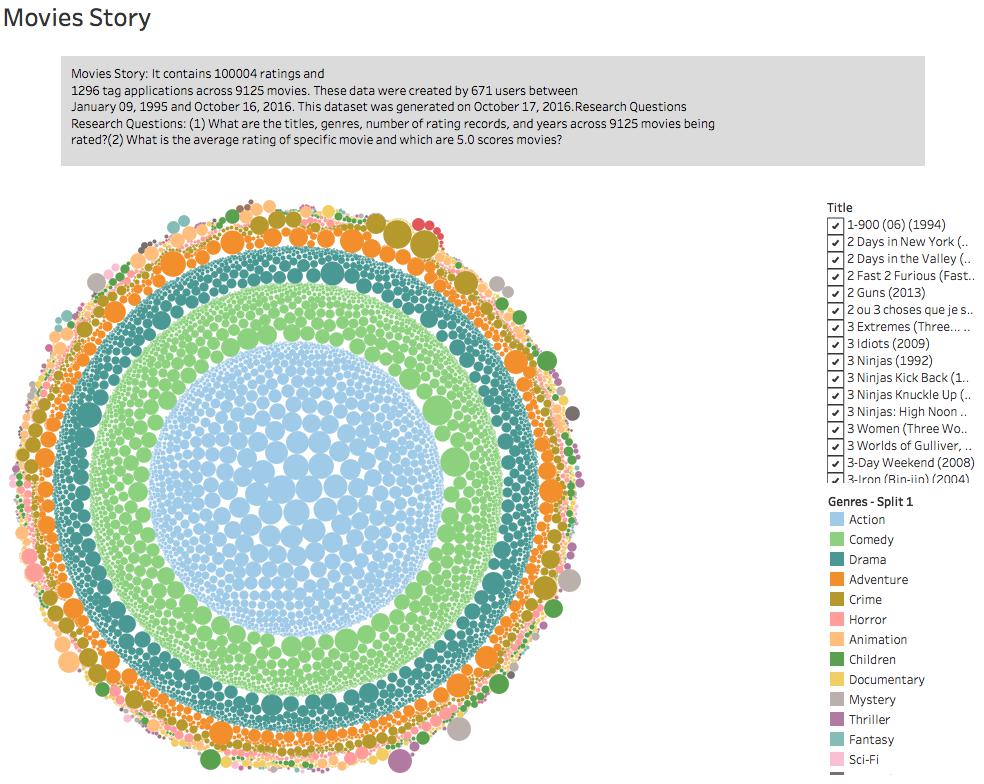 Movies Story
Movies Story: It contains 100004 ratings and
1296 tag applications across 9125 movies. These data were created by 671 users between
January 09, 1995 and October 16, 2016. This dataset was generated on October 17, 2016.Research Questions
Research Questions: (1) What are the titles, genres, number of rating records, and years across 9125 movies being
rated?(2) What is the average rating of specific movie and which are 5.0 scores movies?
Title
1-900 (06) (1994)
2 Days in New York (..
2 Days in the Valley (..
2 Fast 2 Furious (Fast..
2 Guns (2013)
2 ou 3 choses que je s..
3 Extremes (Three... ..
3 Idiots (2009)
3 Ninjas (1992)
3 Ninjas Kick Back (1..
3 Ninjas Knuckle Up (..
3 Ninjas: High Noon ..
3 Women (Three Wo..
3 Worlds of Gulliver, ..
3-Day Weekend (2008)
3-Iron (Bin-jip) (2004)
Genres - Split 1
Action
Comedy
Drama
Adventure
Crime
Horror
Animation
Children
Documentary
Mystery
Thriller
Fantasy
Sci-Fi